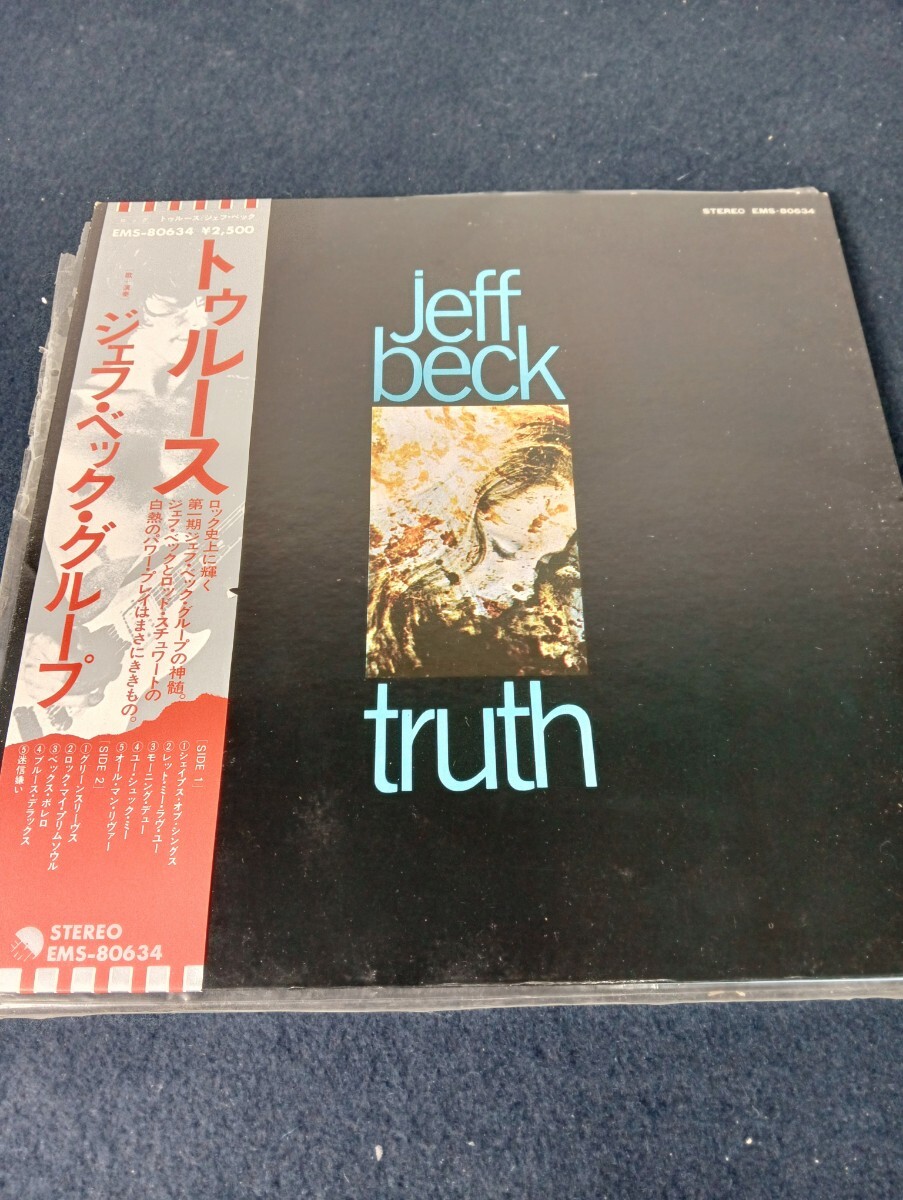 トゥルース/ジェフ・ベック
EMS-80634 ¥2,500
トゥルース
歌と演奏
ジェフ・ベック・グループ
ロック史上に輝く
第一期ジェフ・ベック・グループの神髄。
ジェフ・ベックとロッド・スチュワートの
白熱のパワー・プレイはまさにききもの。
[SIDE 1]
①シェイプス・オブ・シングス
②レット・ミー・ラヴ・ユー
③モーニング・デュー
④ユー・シュック・ミー
⑤オール・マン・リヴァー
[SIDE 2]
①グリーンスリーヴス
②ロック・マイ・プリムソウル
③ベックス・ボレロ
④ブルース・デラックス
⑤迷信嫌い
STEREO
EMS-80634
STEREO EMS-80634
jeff
beck
truth